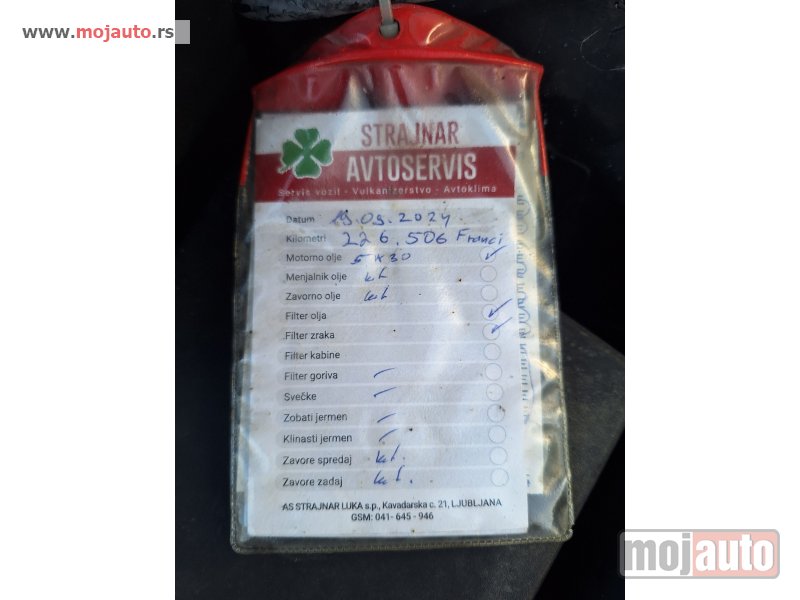 www.mojauto.rs
STRAJNAR
AVTOSERVIS
Servis vozil - Vulkanizerstvo - Avtoklima
Datum 19.09.2024
Kilometri 226.506 Franci
Motorno olje 5W30 ✓
Menjalnik olje
Zavorno olje
Filter olja ✓
Filter zraka ✓
Filter kabine
Filter goriva –
Svečke –
Zobati jermen –
Klinasti jermen –
Zavore spredaj
Zavore zadaj
AS STRAJNAR LUKA s.p., Kavadarska c. 21, LJUBLJANA
GSM: 041- 645 - 946
mojauto